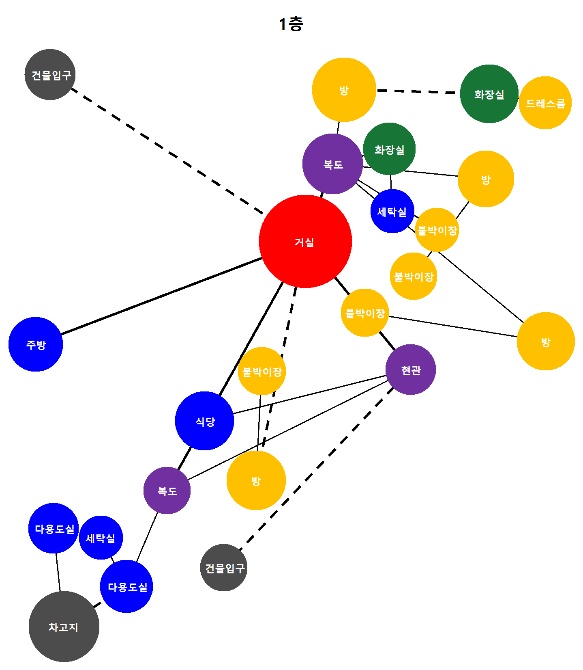 1층
건물입구
방
화장실
드레스룸
화장실
복도
방
세탁실
붙박이장
거실
붙박이장
붙박이장
주방
방
붙박이장
현관
식당
방
복도
다용도실
세탁실
건물입구
다용도실
차고지